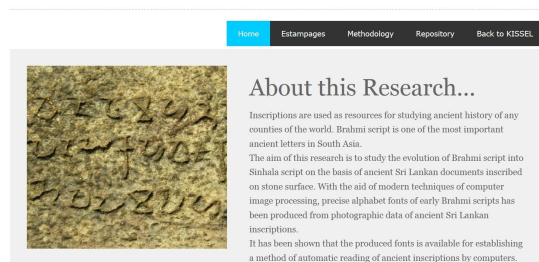 Home Estampages Methodology Repository Back to KISSEL
About this Research...
Inscriptions are used as resources for studying ancient history of any
counties of the world. Brahmi script is one of the most important
ancient letters in South Asia.
The aim of this research is to study the evolution of Brahmi script into
Sinhala script on the basis of ancient Sri Lankan documents inscribed
on stone surface. With the aid of modern techniques of computer
image processing, precise alphabet fonts of early Brahmi scripts has
been produced from photographic data of ancient Sri Lankan
inscriptions.
It has been shown that the produced fonts is available for establishing
a method of automatic reading of ancient inscriptions by computers.